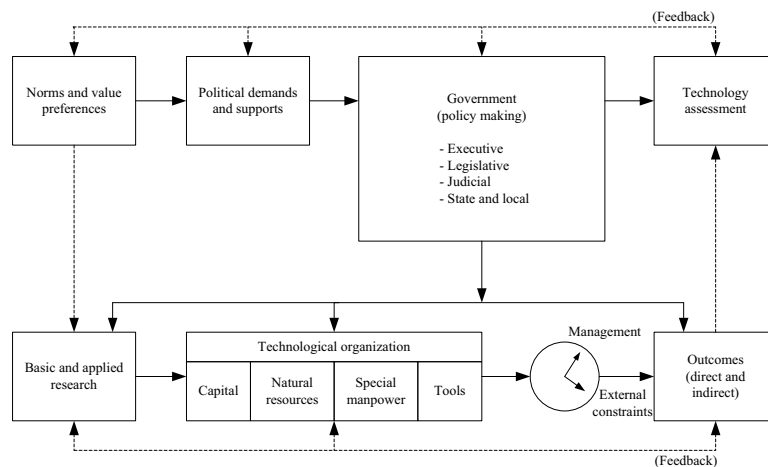 (Feedback)
Norms and value
preferences
Political demands
and supports
Government
(policy making)
- Executive
- Legislative
- Judicial
- State and local
Technology
assessment
Basic and applied
research
Technological organization
Capital
Natural
resources
Special
manpower
Tools
Management
External
constraints
Outcomes
(direct and
indirect)
(Feedback)